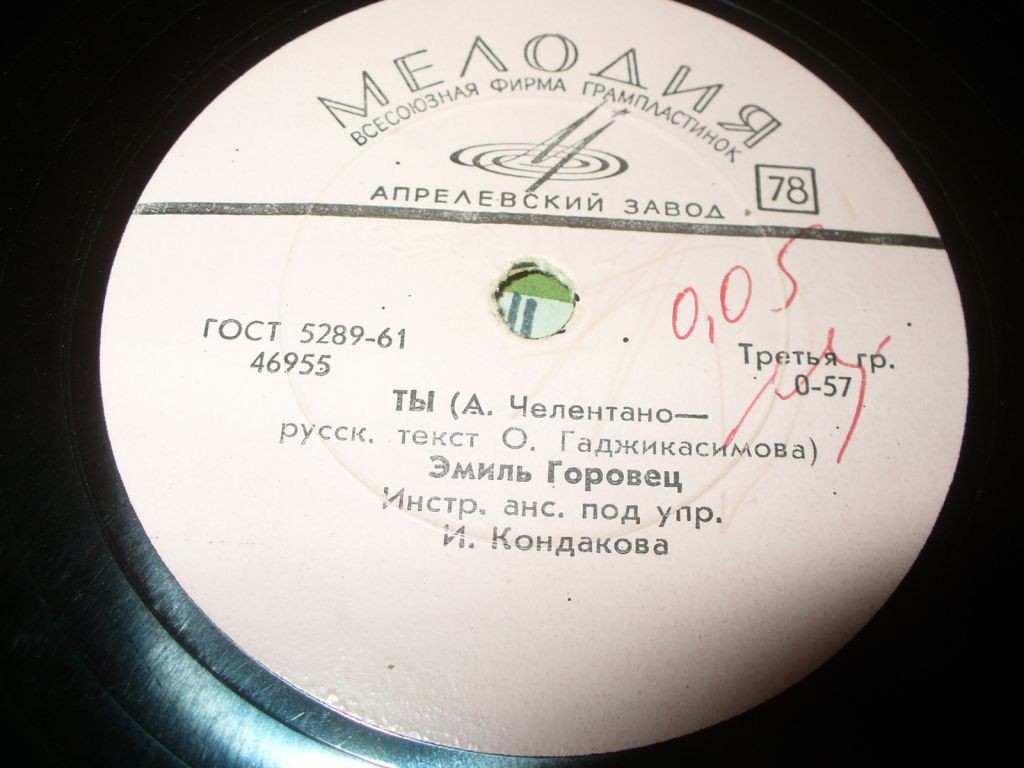 МЕЛОДИЯ
ВСЕСОЮЗНАЯ ФИРМА ГРАМПЛАСТИНОК
АПРЕЛЕВСКИЙ ЗАВОД
78
0,05
ГОСТ 5289-61
46955
Третья гр.
0-57
ТЫ (А. Челентано—
русск. текст О. Гаджикасимова)
Эмиль Горовец
Инстр. анс. под упр.
И. Кондакова